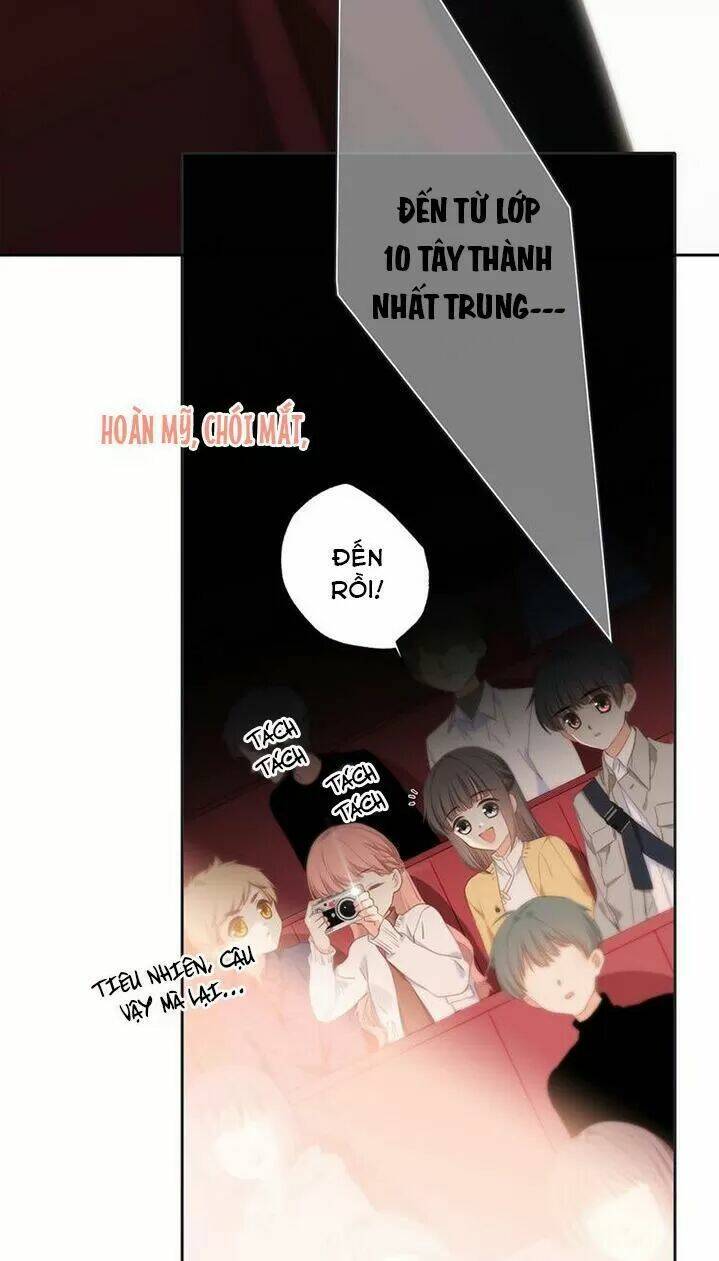 ĐẾN TỪ LỚP
10 TÂY THÀNH
NHẤT TRUNG---
HOÀN MỸ, CHÓI MẮT,
ĐẾN
RỒI!
TÁCH
TÁCH
TÁCH
TÁCH
TIÊU NHIÊN, CẬU
VẬY MÀ LẠI...